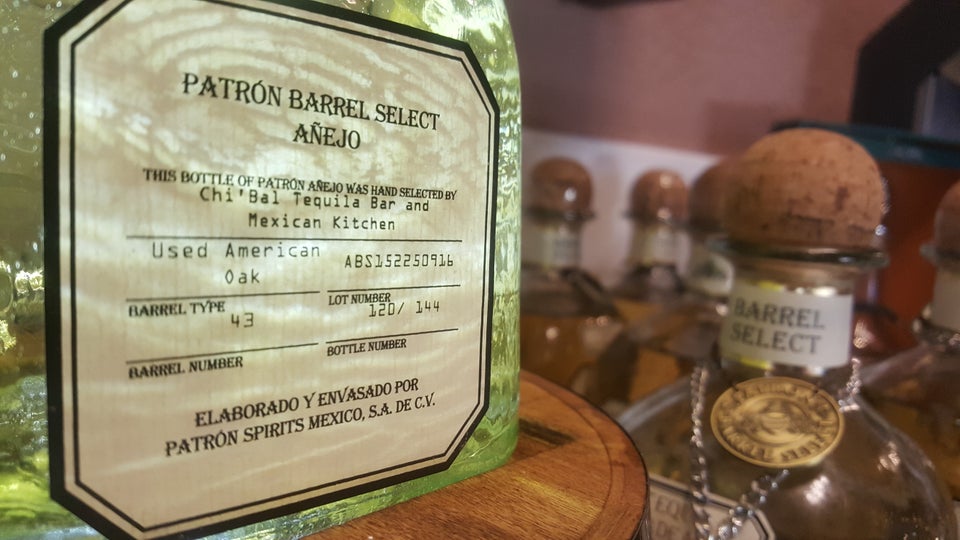 PATRÓN BARREL SELECT
AÑEJO
THIS BOTTLE OF PATRÓN AÑEJO WAS HAND SELECTED BY
Chi'Bal Tequila Bar and
Mexican Kitchen
Used American
Oak
ABS152250916
BARREL TYPE
LOT NUMBER
43
120/ 144
BARREL NUMBER
BOTTLE NUMBER
ELABORADO Y ENVASADO POR
PATRÓN SPIRITS MEXICO, S.A. DE C.V.
BARREL
SELECT